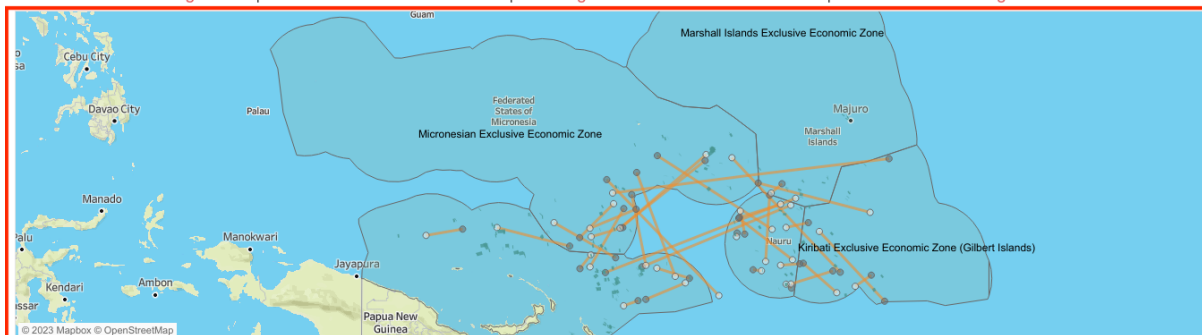 Guam
Marshall Islands Exclusive Economic Zone
Cebu City
Davao City
Palau
Federated
States of
Micronesia
Micronesian Exclusive Economic Zone
Majuro
Marshall
Islands
Manado
Palu
Manokwari
Nauru
Kiribati Exclusive Economic Zone (Gilbert Islands)
Jayapura
Kendari
Ambon
Papua New
Guinea
ssar
© 2023 Mapbox © OpenStreetMap